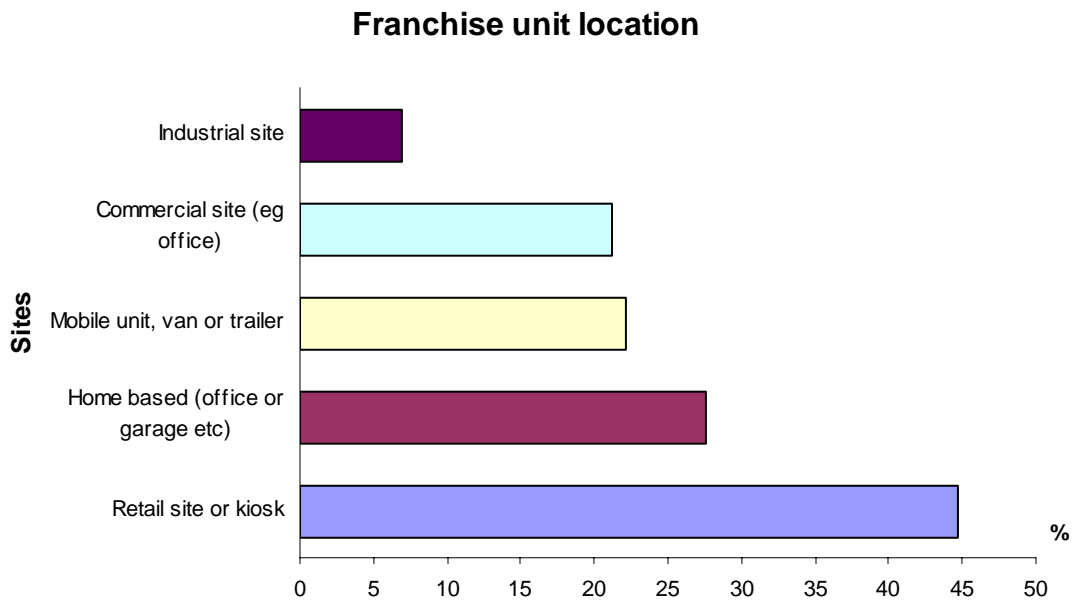 Franchise unit location
Sites
Industrial site
Commercial site (eg
office)
Mobile unit, van or trailer
Home based (office or
garage etc)
Retail site or kiosk
%
0 5 10 15 20 25 30 35 40 45 50